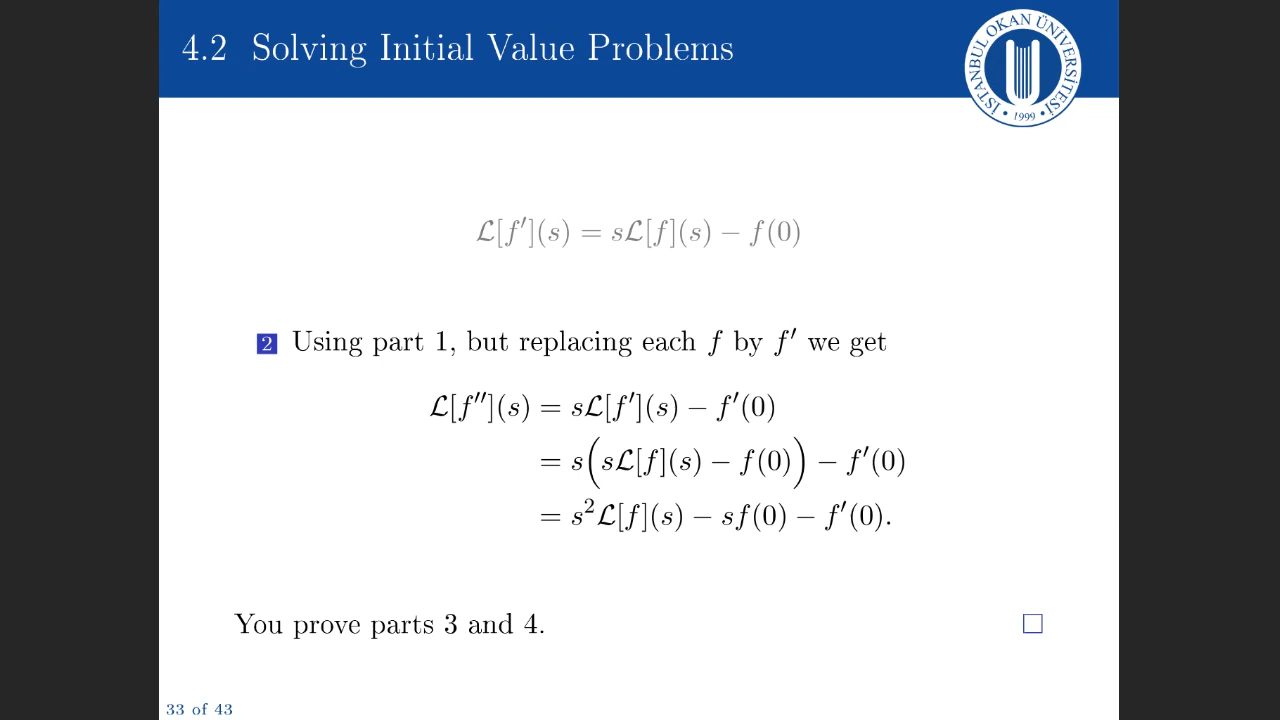 4.2 Solving Initial Value Problems
İSTANBUL OKAN ÜNİVERSİTESİ
• 1999 •
ℒ[f′](s) = sℒ[f](s) − f(0)
2 Using part 1, but replacing each f by f′ we get
ℒ[f″](s) = sℒ[f′](s) − f′(0)
= s(sℒ[f](s) − f(0)) − f′(0)
= s²ℒ[f](s) − sf(0) − f′(0).
You prove parts 3 and 4. □
33 of 43